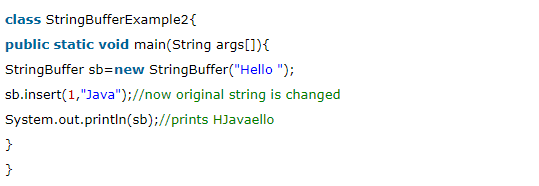 class StringBufferExample2{
public static void main(String args[]){
StringBuffer sb=new StringBuffer("Hello ");
sb.insert(1,"Java");//now original string is changed
System.out.println(sb);//prints HJavaello
}
}